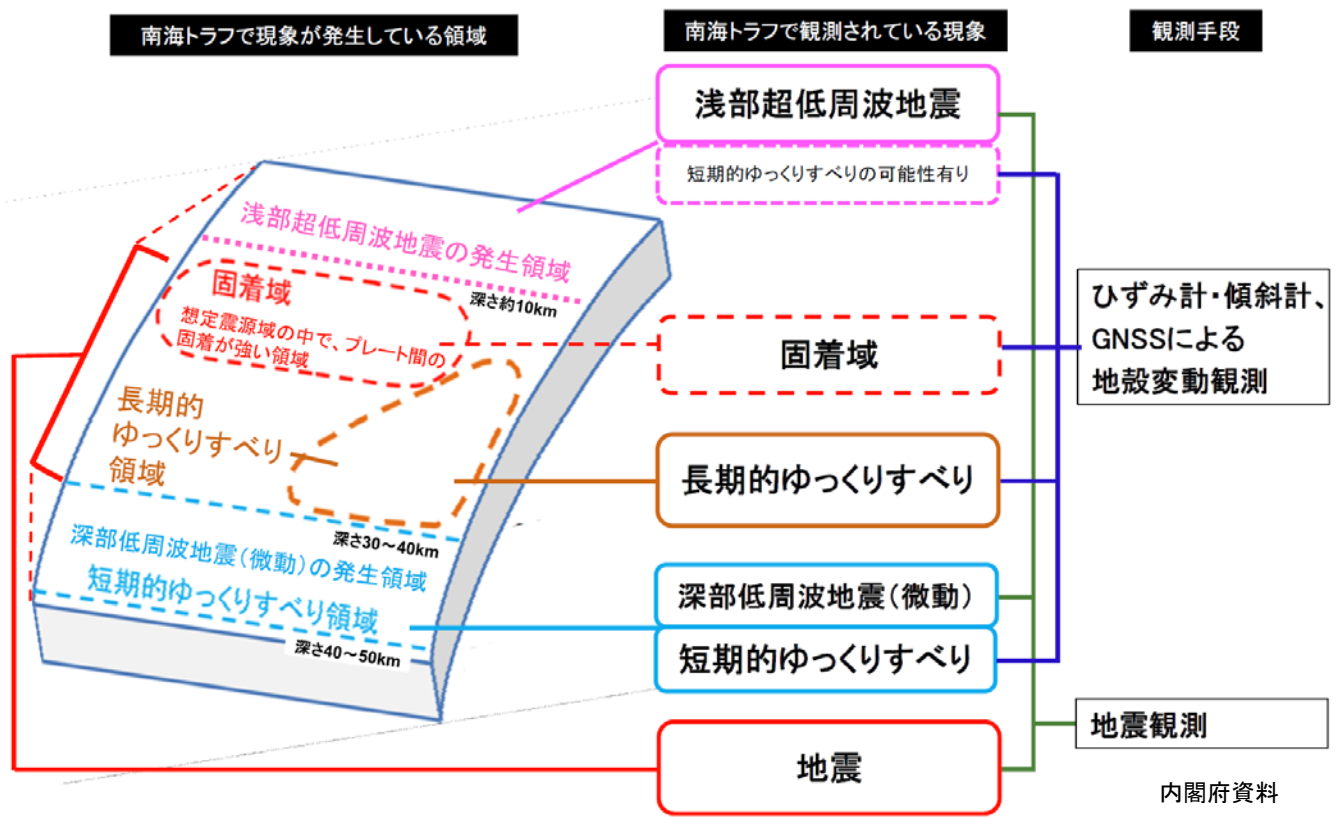 南海トラフで現象が発生している領域
南海トラフで観測されている現象
観測手段
浅部超低周波地震の発生領域
深さ約10km
固着域
想定震源域の中で、プレート間の
固着が強い領域
長期的
ゆっくりすべり
領域
深さ30～40km
深部低周波地震(微動)の発生領域
短期的ゆっくりすべり領域
深さ40～50km
浅部超低周波地震
短期的ゆっくりすべりの可能性有り
固着域
長期的ゆっくりすべり
深部低周波地震(微動)
短期的ゆっくりすべり
地震
ひずみ計・傾斜計、
GNSSによる
地殻変動観測
地震観測
内閣府資料